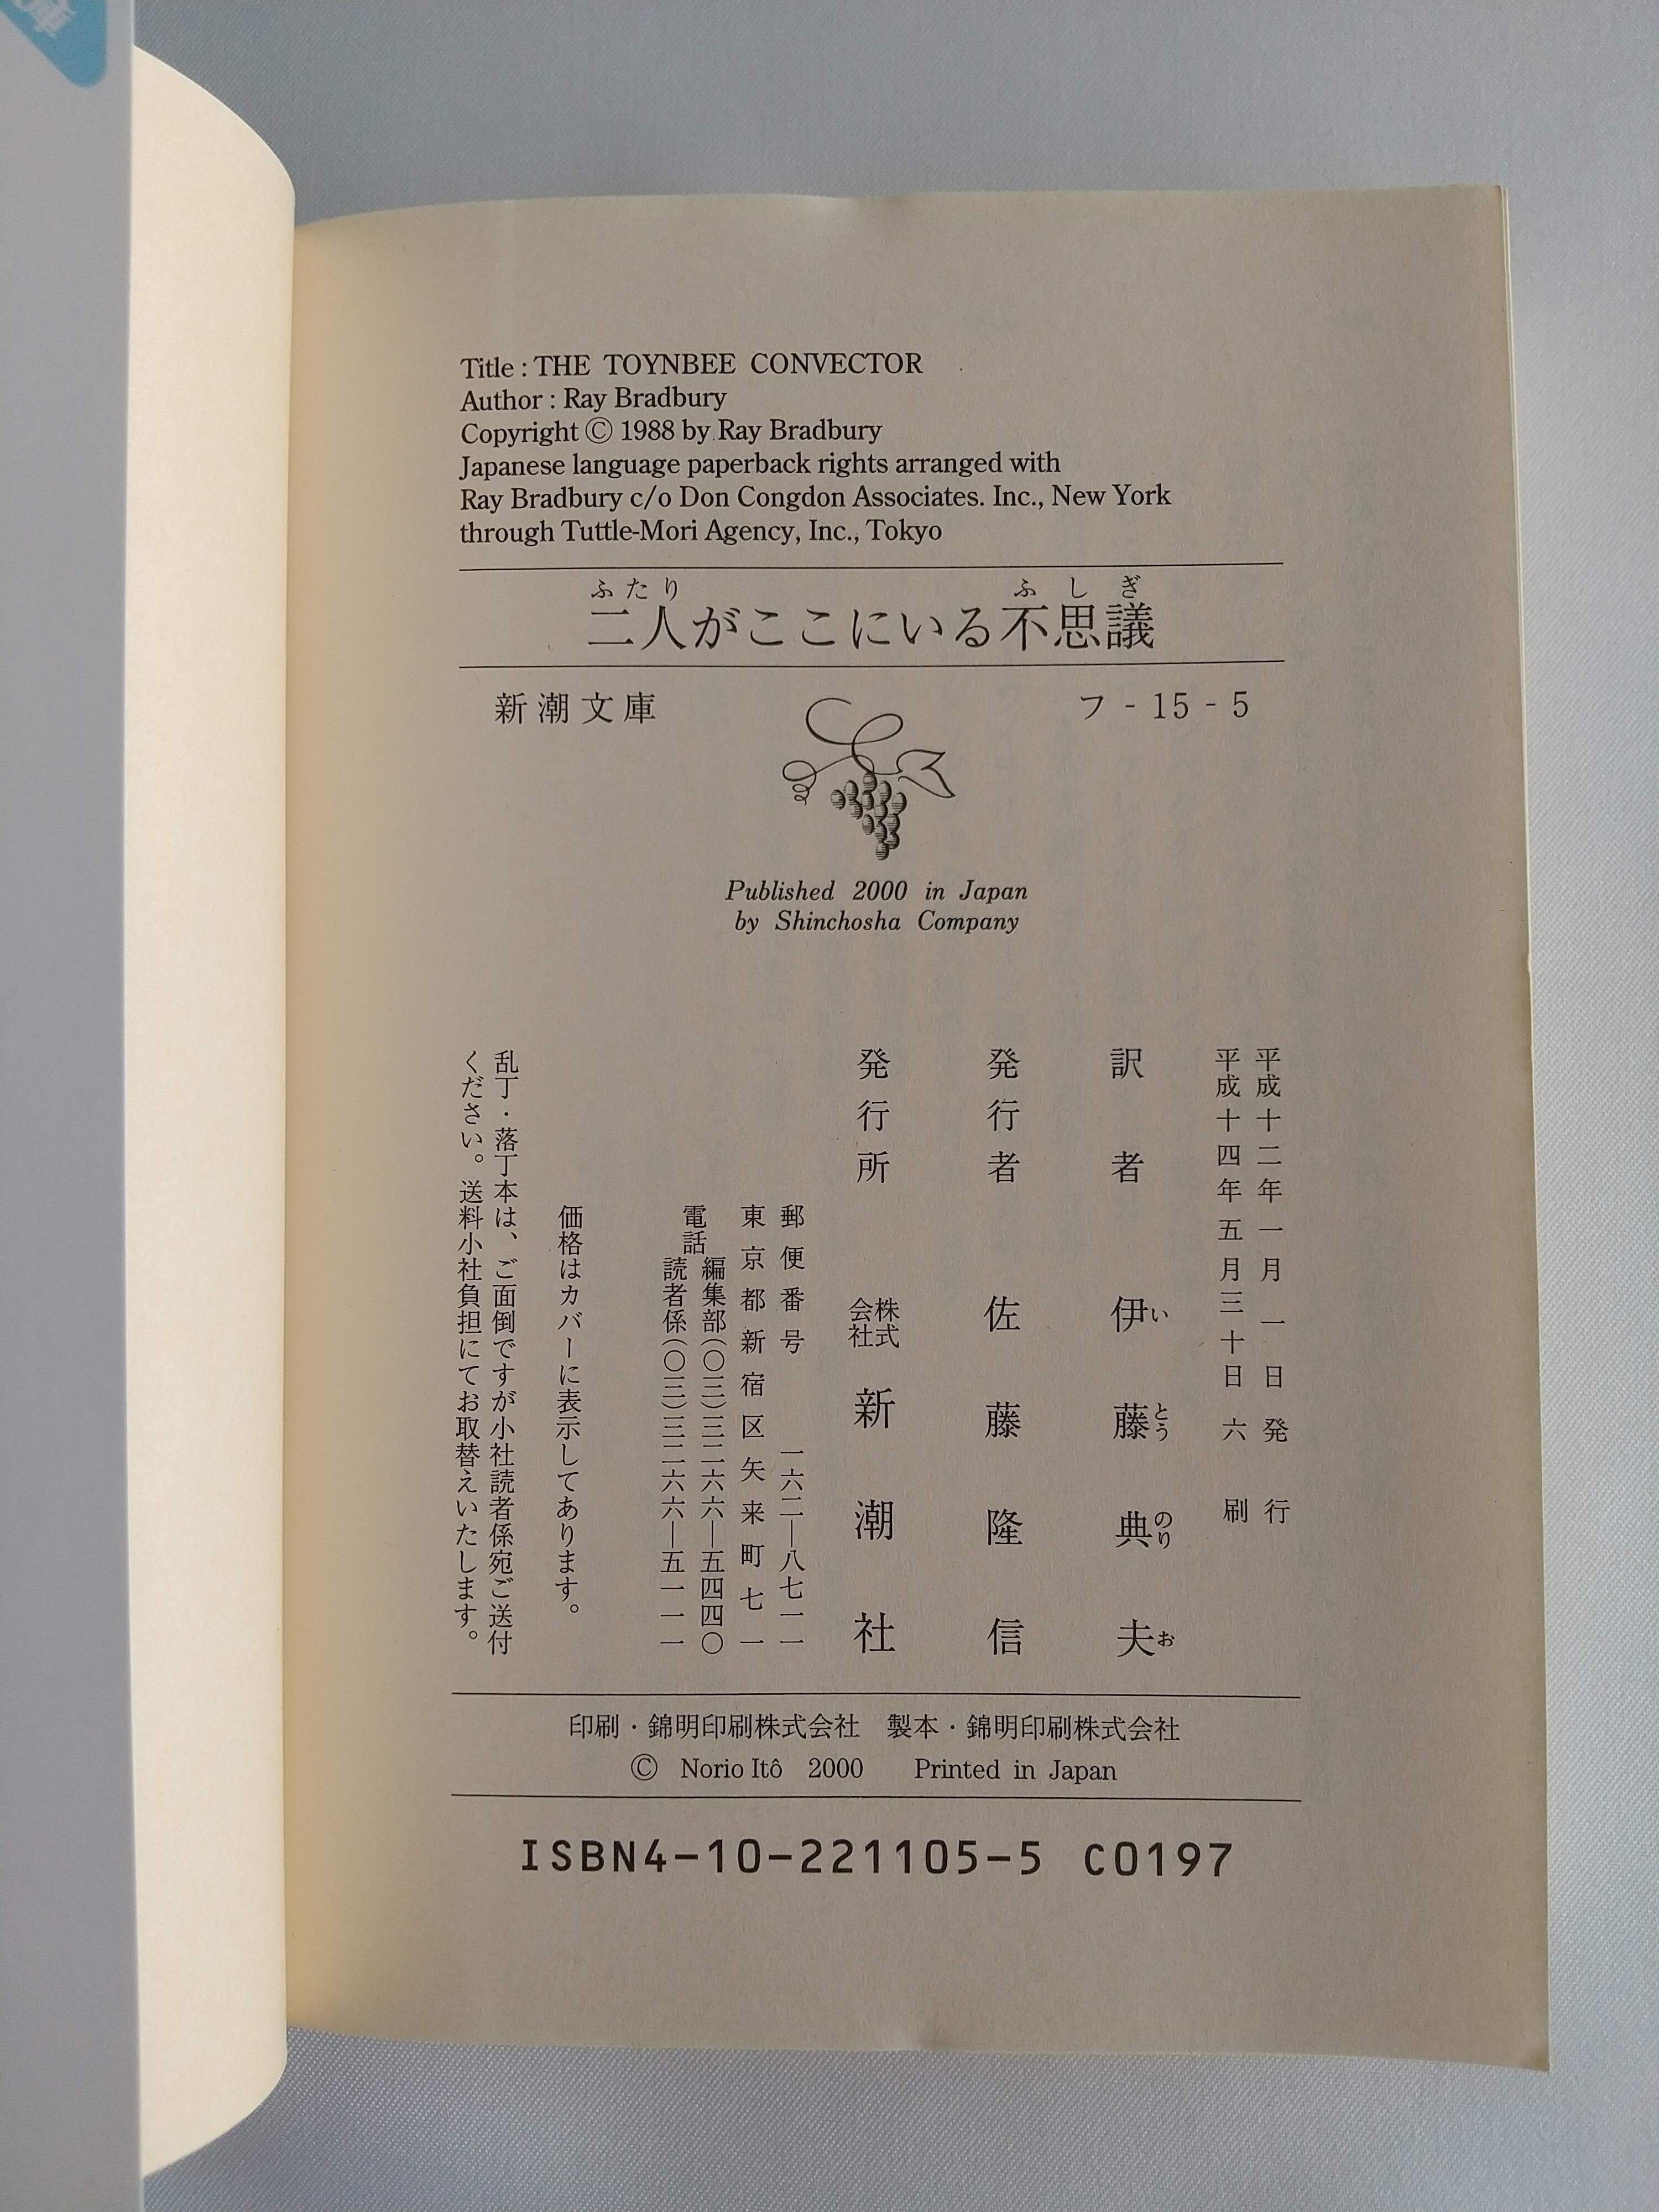 Title : THE TOYNBEE CONVECTOR
Author : Ray Bradbury
Copyright © 1988 by Ray Bradbury
Japanese language paperback rights arranged with
Ray Bradbury c/o Don Congdon Associates. Inc., New York
through Tuttle-Mori Agency, Inc., Tokyo
ふたり ふしぎ
二人がここにいる不思議
新潮文庫 フ - 15 - 5
Published 2000 in Japan
by Shinchosha Company
平成十二年一月一日発行
平成十四年五月三十日六刷
訳者 伊藤典夫
いとうのりお
発行者 佐藤隆信
発行所 株式会社 新潮社
郵便番号 一六二―八七一一
東京都新宿区矢来町七一
電話 編集部(〇三)三二六六―五四四〇
読者係(〇三)三二六六―五一一一
価格はカバーに表示してあります。
乱丁・落丁本は、ご面倒ですが小社読者係宛ご送付
ください。送料小社負担にてお取替えいたします。
印刷・錦明印刷株式会社 製本・錦明印刷株式会社
© Norio Itô 2000 Printed in Japan
ISBN4-10-221105-5 C0197